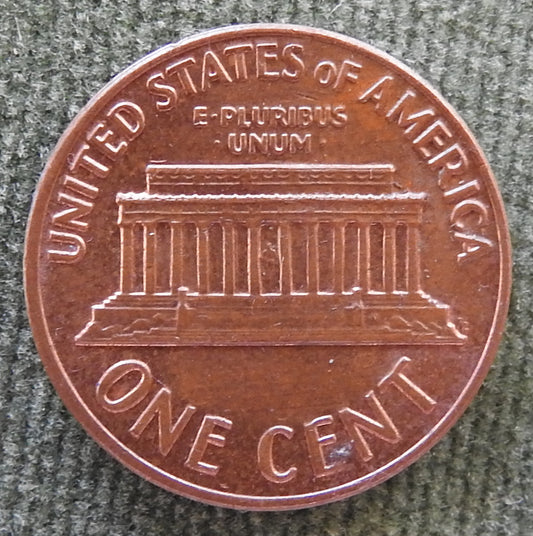 UNITED STATES OF AMERICA
E·PLURIBUS
·UNUM·
ONE CENT